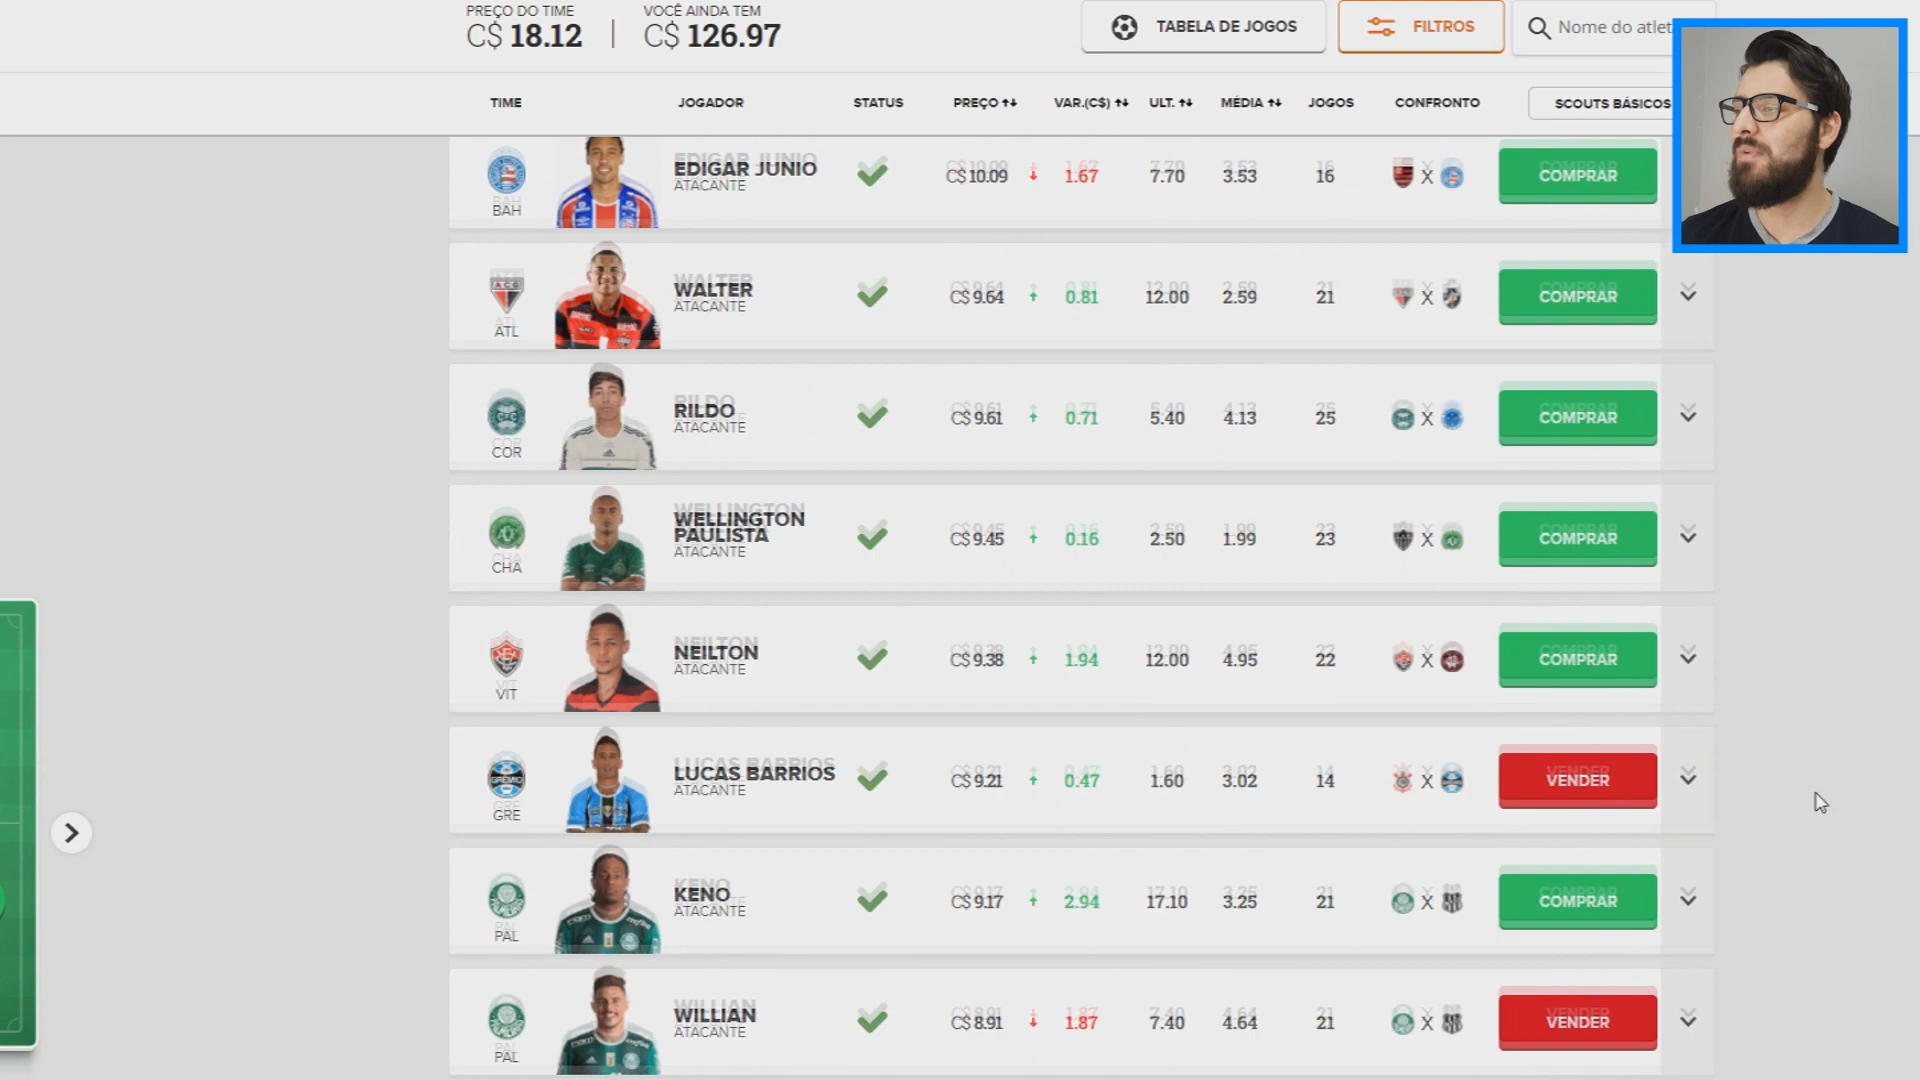 PREÇO DO TIME
C$ 18.12
VOCÊ AINDA TEM
C$ 126.97
TABELA DE JOGOS
FILTROS
Nome do atlet
TIME JOGADOR STATUS PREÇO VAR.(C$) ULT. MÉDIA JOGOS CONFRONTO SCOUTS BÁSICOS
BAH
EDIGAR JUNIO
ATACANTE
C$ 10.09 1.67 7.70 3.53 16 X COMPRAR
ATL
WALTER
ATACANTE
C$ 9.64 0.81 12.00 2.59 21 X COMPRAR
COR
RILDO
ATACANTE
C$ 9.61 0.71 5.40 4.13 25 X COMPRAR
CHA
WELLINGTON
PAULISTA
ATACANTE
C$ 9.45 0.16 2.50 1.99 23 X COMPRAR
VIT
NEILTON
ATACANTE
C$ 9.38 1.94 12.00 4.95 22 X COMPRAR
GRE
LUCAS BARRIOS
ATACANTE
C$ 9.21 0.47 1.60 3.02 14 X VENDER
PAL
KENO
ATACANTE
C$ 9.17 2.94 17.10 3.25 21 X COMPRAR
PAL
WILLIAN
ATACANTE
C$ 8.91 1.87 7.40 4.64 21 X VENDER